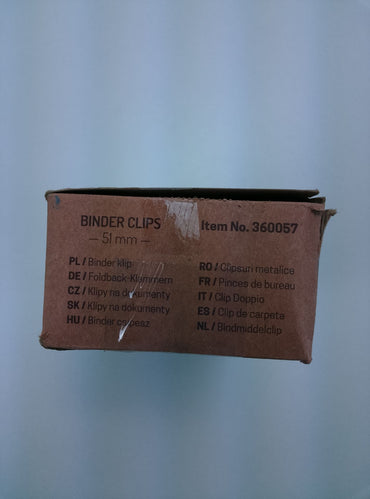 BINDER CLIPS
— 51 mm —
Item No. 360057
PL / Binder klip
DE / Foldback-Klammern
CZ / Klipy na dokumenty
SK / Klipy na dokumenty
HU / Binder csipesz
RO / Clipsuri metalice
FR / Pinces de bureau
IT / Clip Doppio
ES / Clip de carpeta
NL / Bindmiddelclip